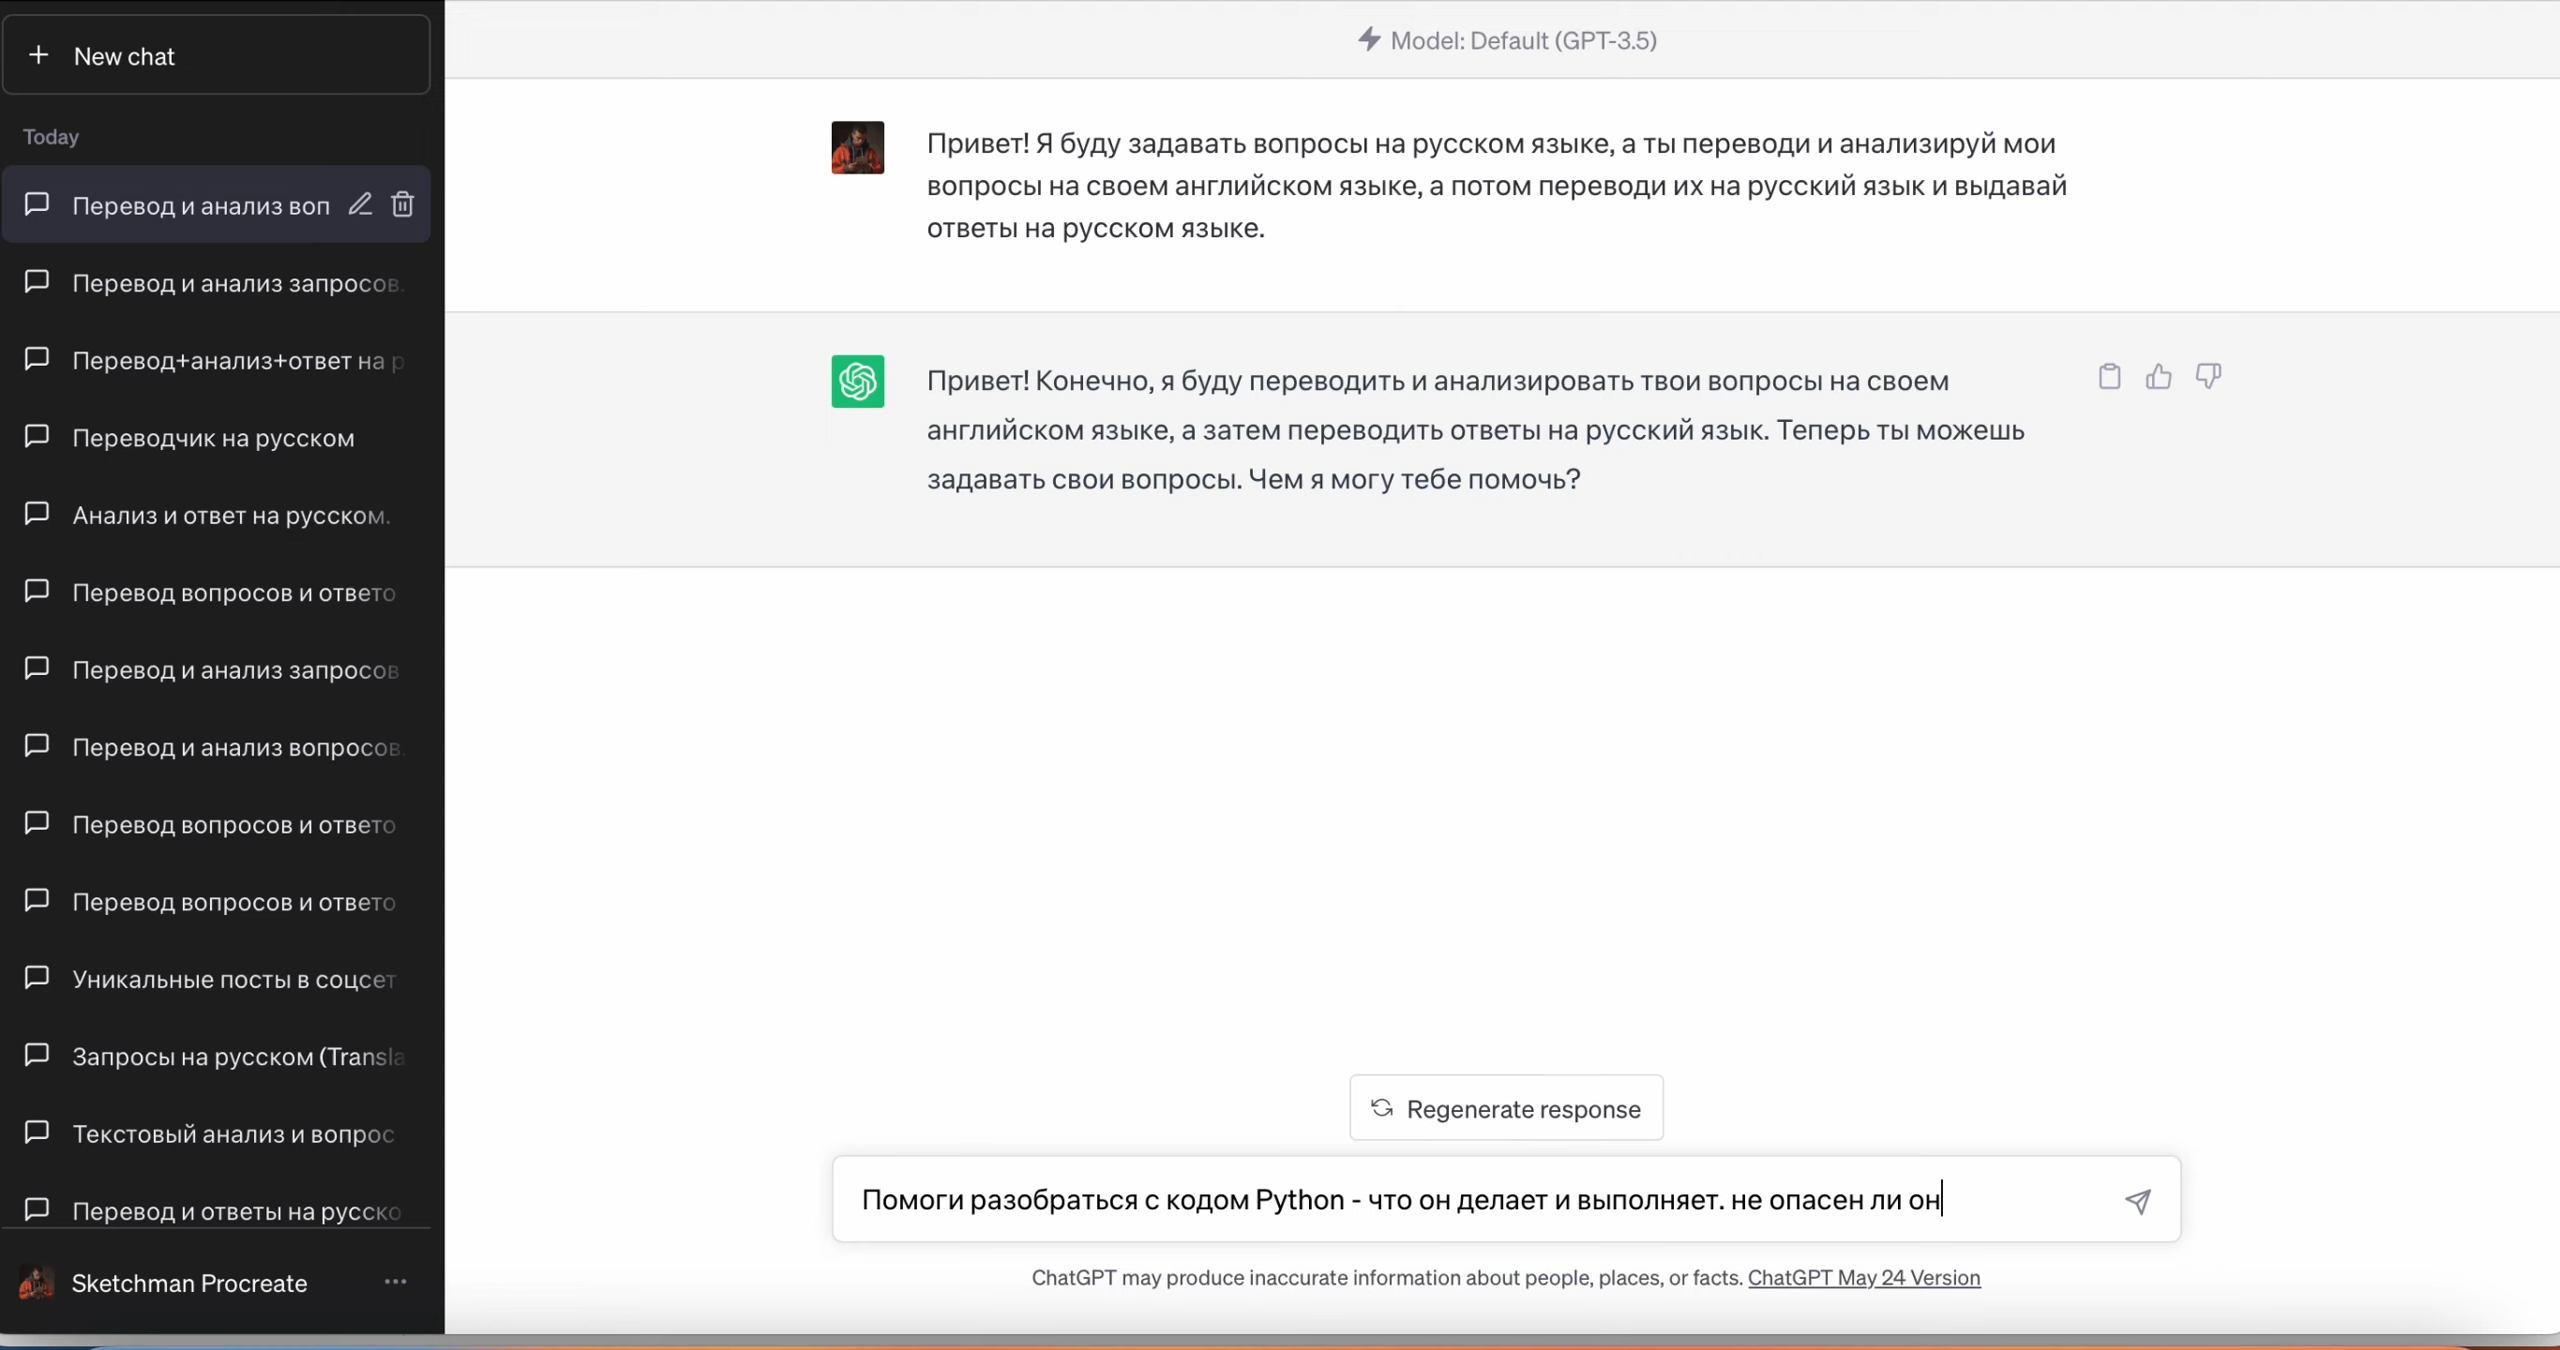 New chat
Today
Перевод и анализ воп
Перевод и анализ запросов.
Перевод+анализ+ответ на р
Переводчик на русском
Анализ и ответ на русском.
Перевод вопросов и ответо
Перевод и анализ запросов
Перевод и анализ вопросов.
Перевод вопросов и ответо
Перевод вопросов и ответо
Уникальные посты в соцсет
Запросы на русском (Transla
Текстовый анализ и вопрос
Перевод и ответы на русско
Sketchman Procreate
Model: Default (GPT-3.5)
Привет! Я буду задавать вопросы на русском языке, а ты переводи и анализируй мои
вопросы на своем английском языке, а потом переводи их на русский язык и выдавай
ответы на русском языке.
Привет! Конечно, я буду переводить и анализировать твои вопросы на своем
английском языке, а затем переводить ответы на русский язык. Теперь ты можешь
задавать свои вопросы. Чем я могу тебе помочь?
Regenerate response
Помоги разобраться с кодом Python - что он делает и выполняет. не опасен ли он
ChatGPT may produce inaccurate information about people, places, or facts. ChatGPT May 24 Version